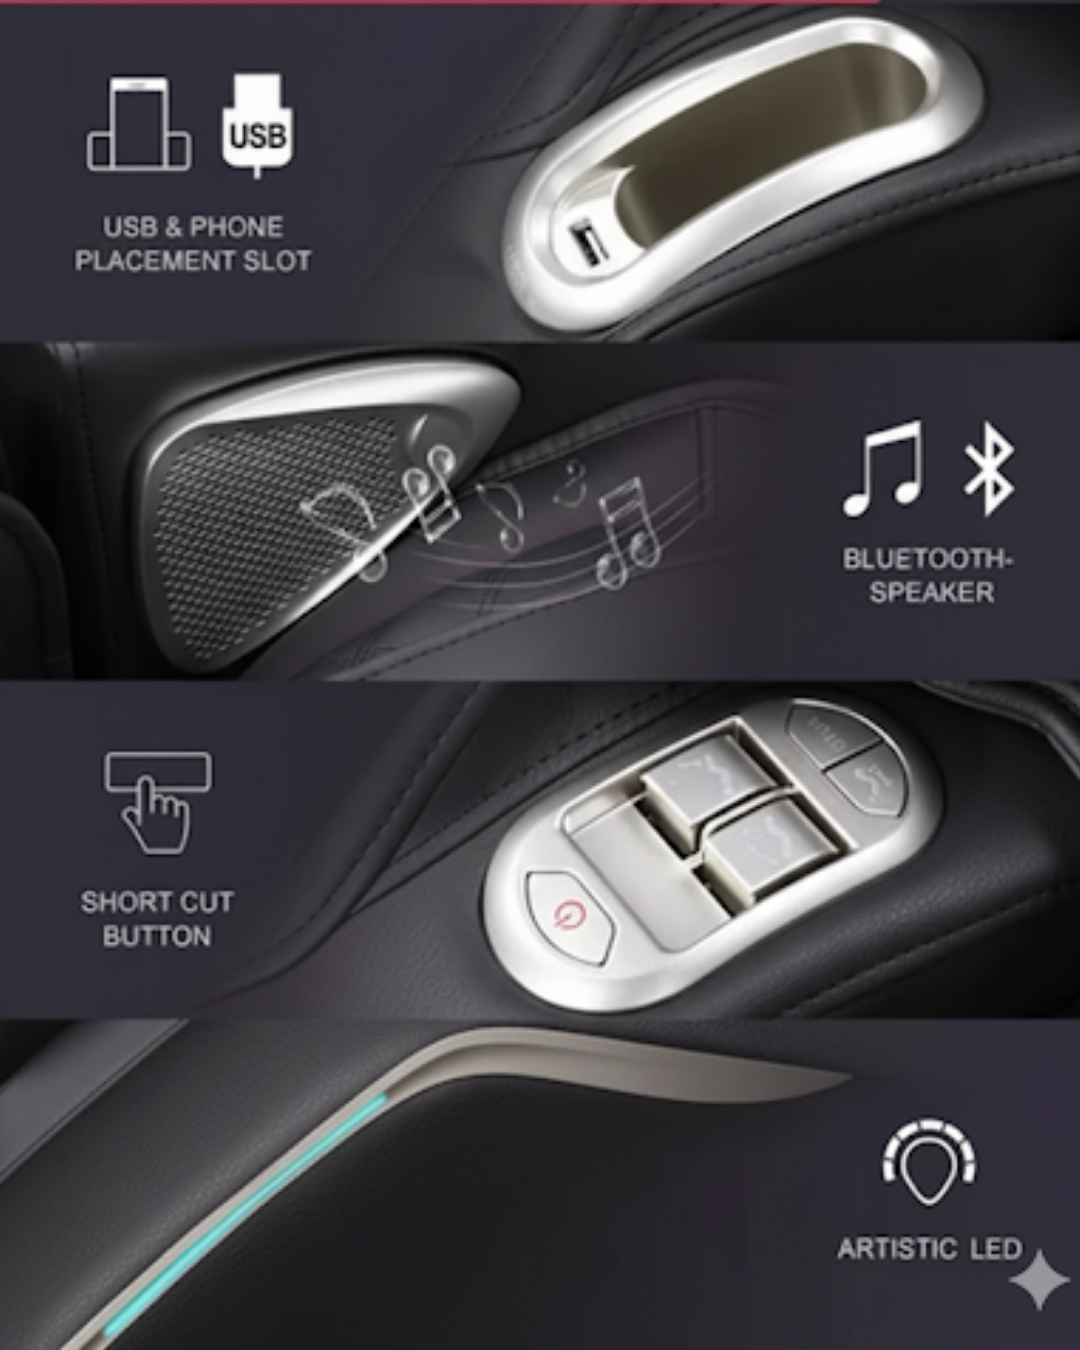 USB
USB & PHONE
PLACEMENT SLOT
BLUETOOTH-
SPEAKER
SHORT CUT
BUTTON
ARTISTIC LED